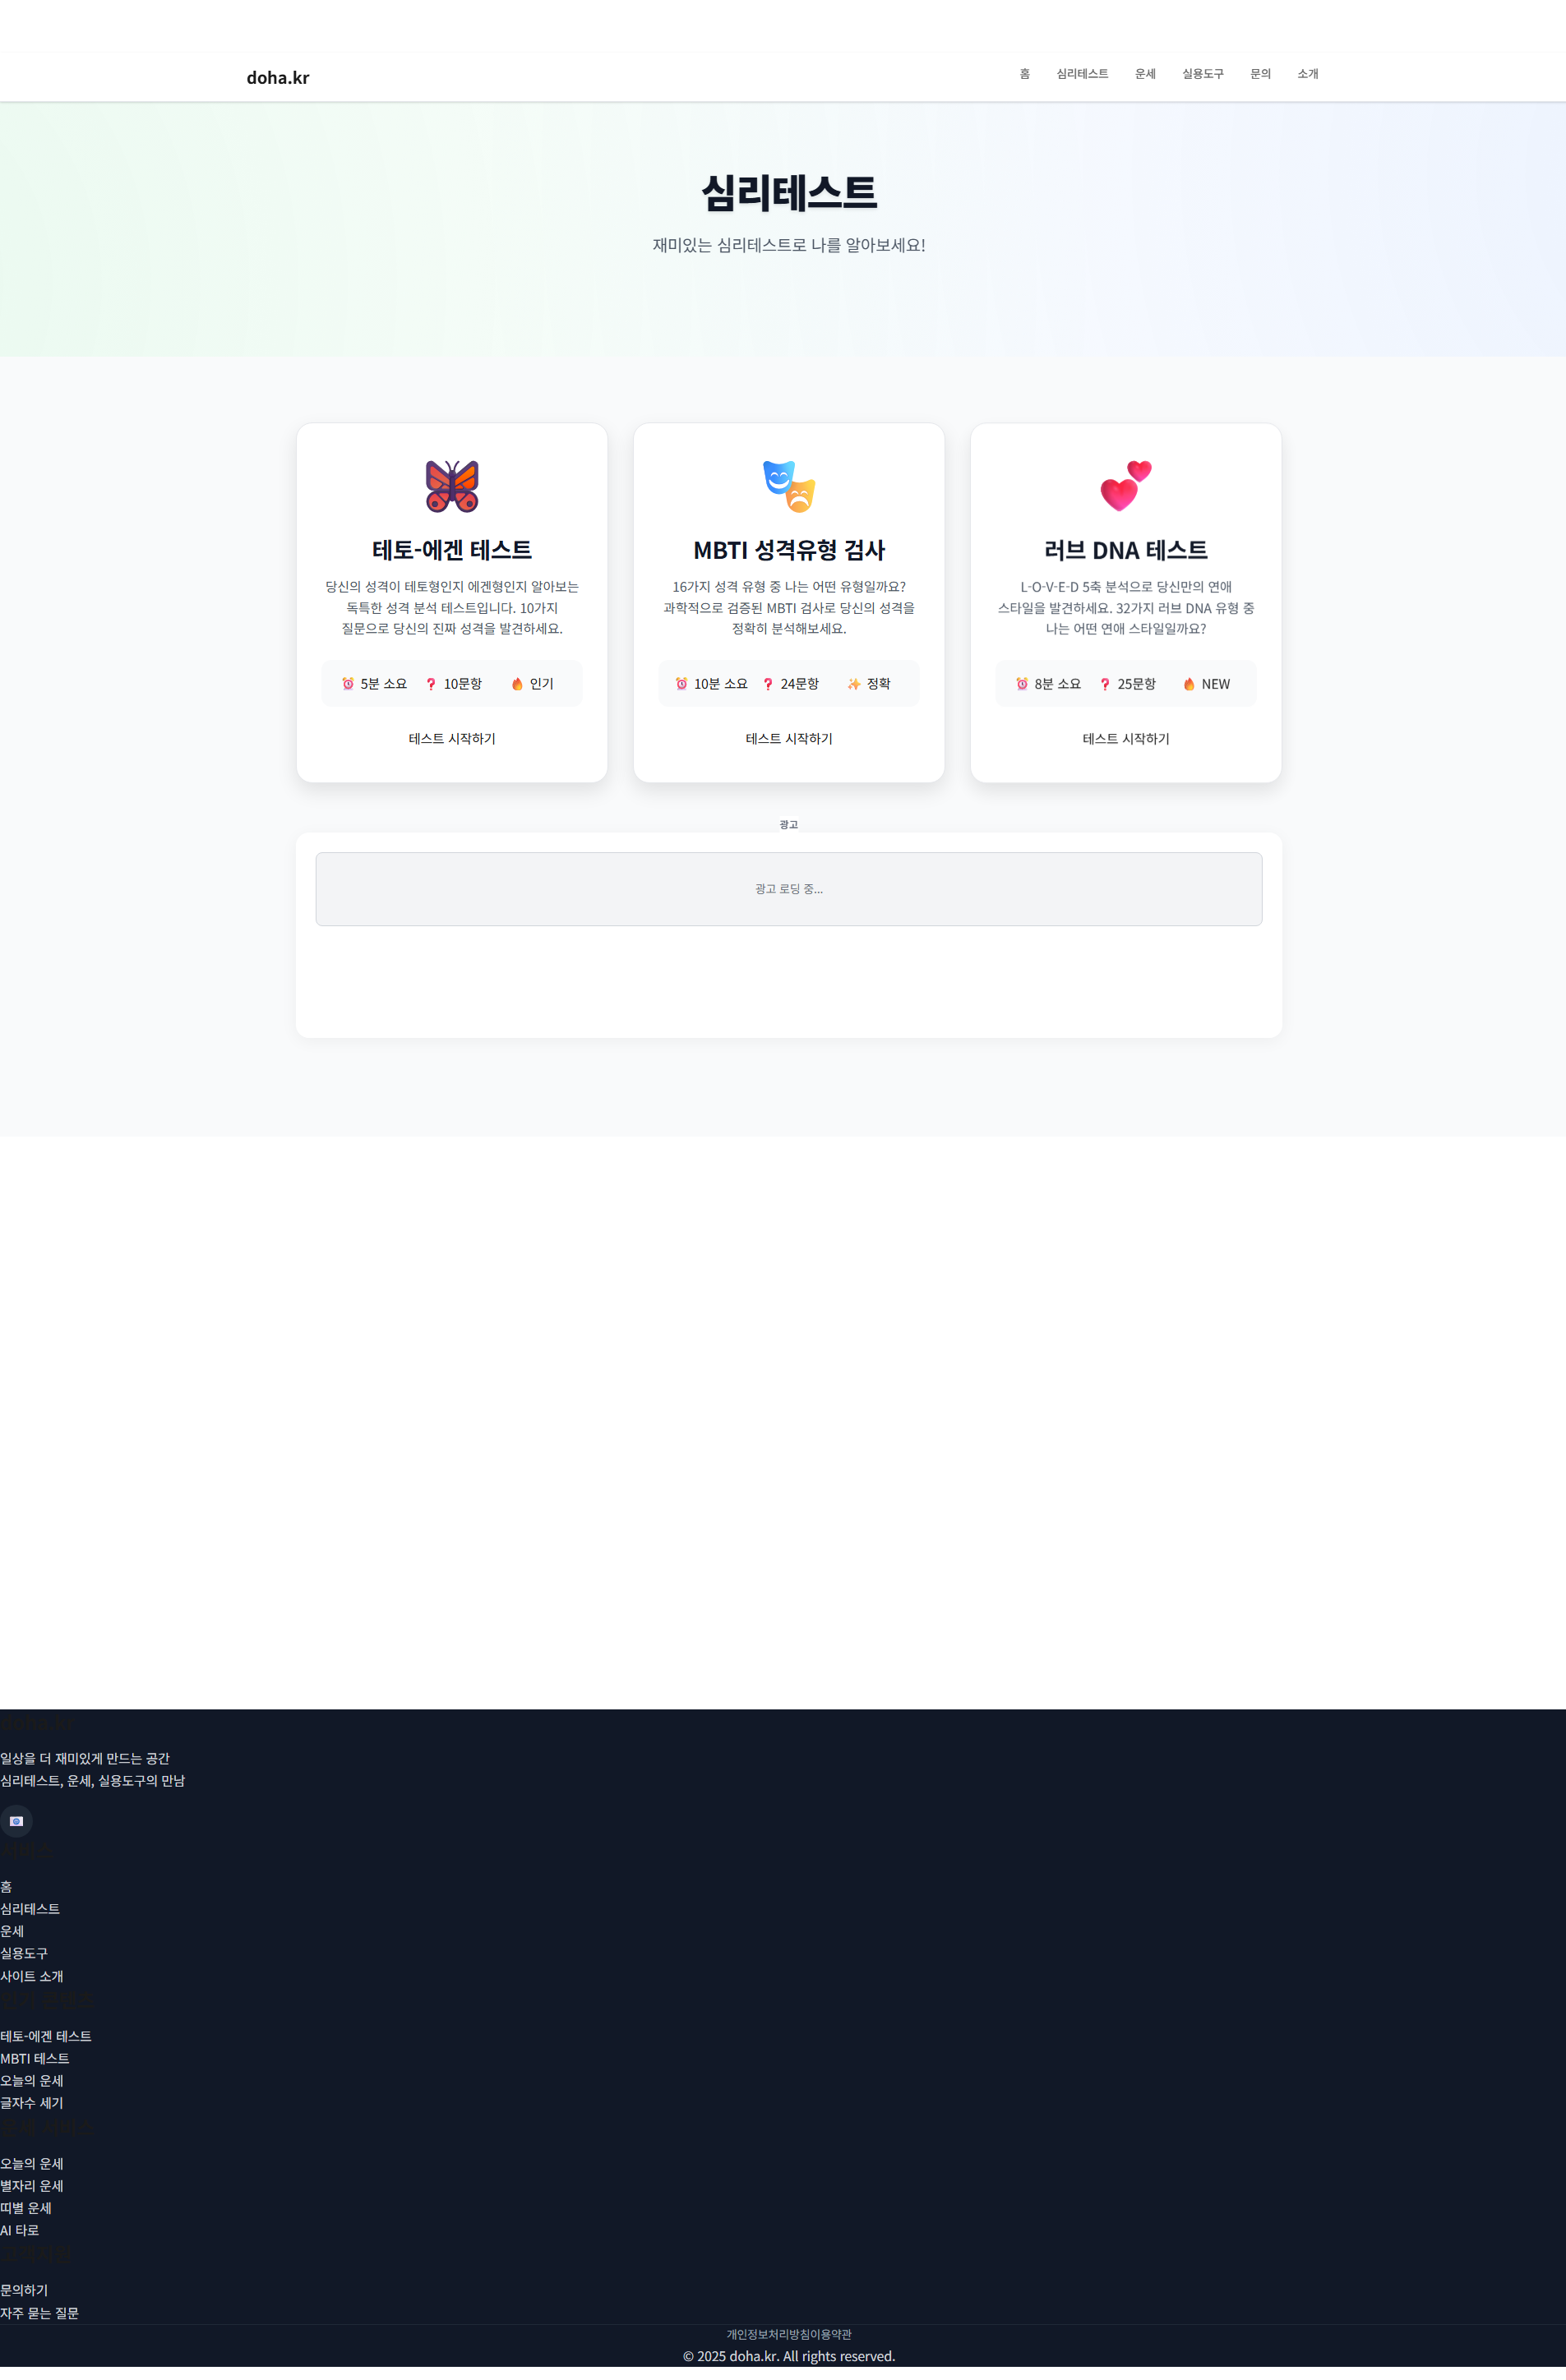 doha.kr
홈 심리테스트 운세 실용도구 문의 소개
심리테스트
재미있는 심리테스트로 나를 알아보세요!
테토-에겐 테스트
당신의 성격이 테토형인지 에겐형인지 알아보는
독특한 성격 분석 테스트입니다. 10가지
질문으로 당신의 진짜 성격을 발견하세요.
5분 소요 10문항 인기
테스트 시작하기
MBTI 성격유형 검사
16가지 성격 유형 중 나는 어떤 유형일까요?
과학적으로 검증된 MBTI 검사로 당신의 성격을
정확히 분석해보세요.
10분 소요 24문항 정확
테스트 시작하기
러브 DNA 테스트
L-O-V-E-D 5축 분석으로 당신만의 연애
스타일을 발견하세요. 32가지 러브 DNA 유형 중
나는 어떤 연애 스타일일까요?
8분 소요 25문항 NEW
테스트 시작하기
광고
광고 로딩 중...
일상을 더 재미있게 만드는 공간
심리테스트, 운세, 실용도구의 만남
홈
심리테스트
운세
실용도구
사이트 소개
테토-에겐 테스트
MBTI 테스트
오늘의 운세
글자수 세기
오늘의 운세
별자리 운세
띠별 운세
AI 타로
문의하기
자주 묻는 질문
개인정보처리방침이용약관
© 2025 doha.kr. All rights reserved.